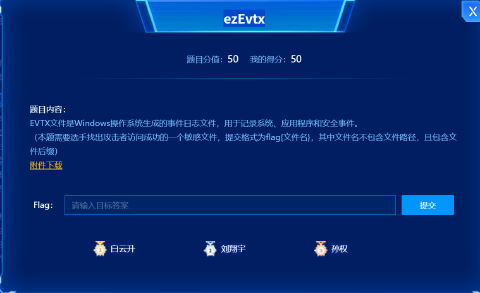 ezEvtx
X
题目分值：50 我的得分：50
题目内容：
EVTX文件是Windows操作系统生成的事件日志文件，用于记录系统、应用程序和安全事件。
（本题需要选手找出攻击者访问成功的一个敏感文件，提交格式为flag{文件名}，其中文件名不包含文件路径，且包含文
件后缀）
附件下载
Flag： 请输入目标答案 提交
白云升 刘翔宇 孙权